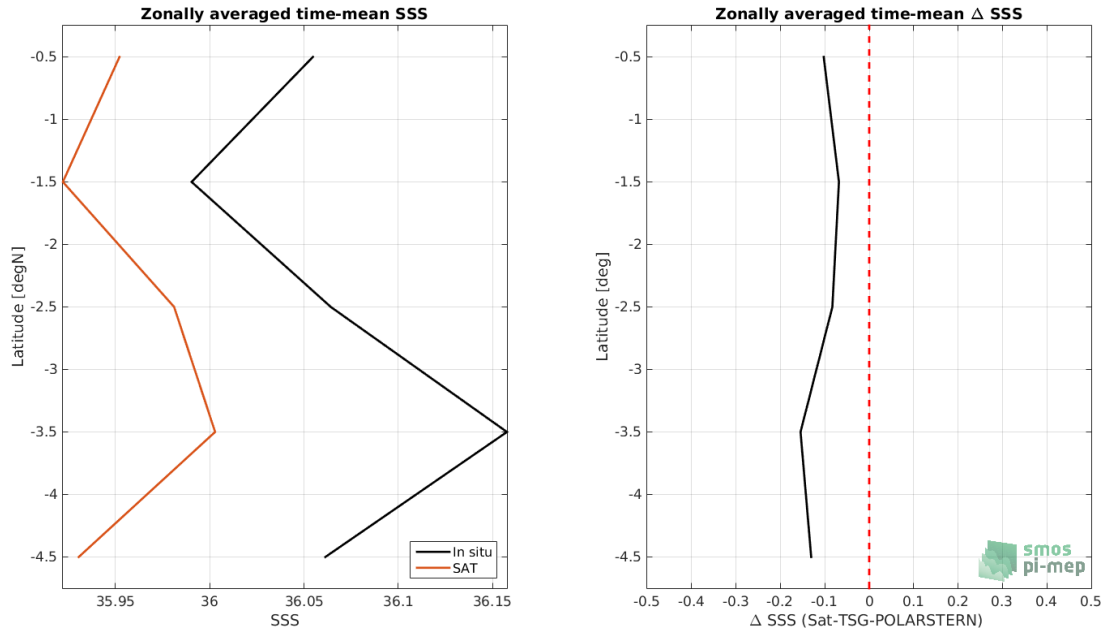 Zonally averaged time-mean SSS
-0.5
-1
-1.5
-2
-2.5
-3
-3.5
-4
-4.5
Latitude [degN]
In situ
SAT
35.95 36 36.05 36.1 36.15
SSS
Zonally averaged time-mean Δ SSS
-0.5
-1
-1.5
-2
-2.5
-3
-3.5
-4
-4.5
Latitude [deg]
smos
pi-mep
-0.5 -0.4 -0.3 -0.2 -0.1 0 0.1 0.2 0.3 0.4 0.5
Δ SSS (Sat-TSG-POLARSTERN)